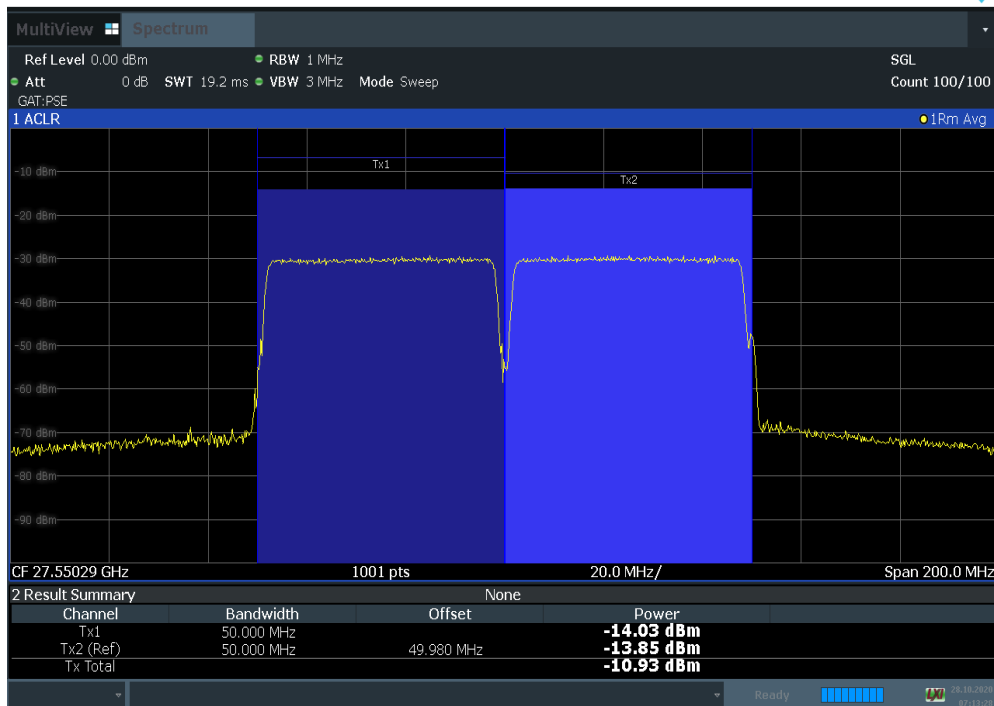 MultiView Spectrum
Ref Level 0.00 dBm RBW 1 MHz SGL
Att 0 dB SWT 19.2 ms VBW 3 MHz Mode Sweep Count 100/100
GAT:PSE
1 ACLR 1Rm Avg
Tx1
-10 dBm
Tx2
-20 dBm
-30 dBm
-40 dBm
-50 dBm
-60 dBm
-70 dBm
-80 dBm
-90 dBm
CF 27.55029 GHz 1001 pts 20.0 MHz/ Span 200.0 MHz
2 Result Summary None
Channel Bandwidth Offset Power
Tx1 50.000 MHz -14.03 dBm
Tx2 (Ref) 50.000 MHz 49.980 MHz -13.85 dBm
Tx Total -10.93 dBm
Ready LXI 28.10.2020
07:13:20